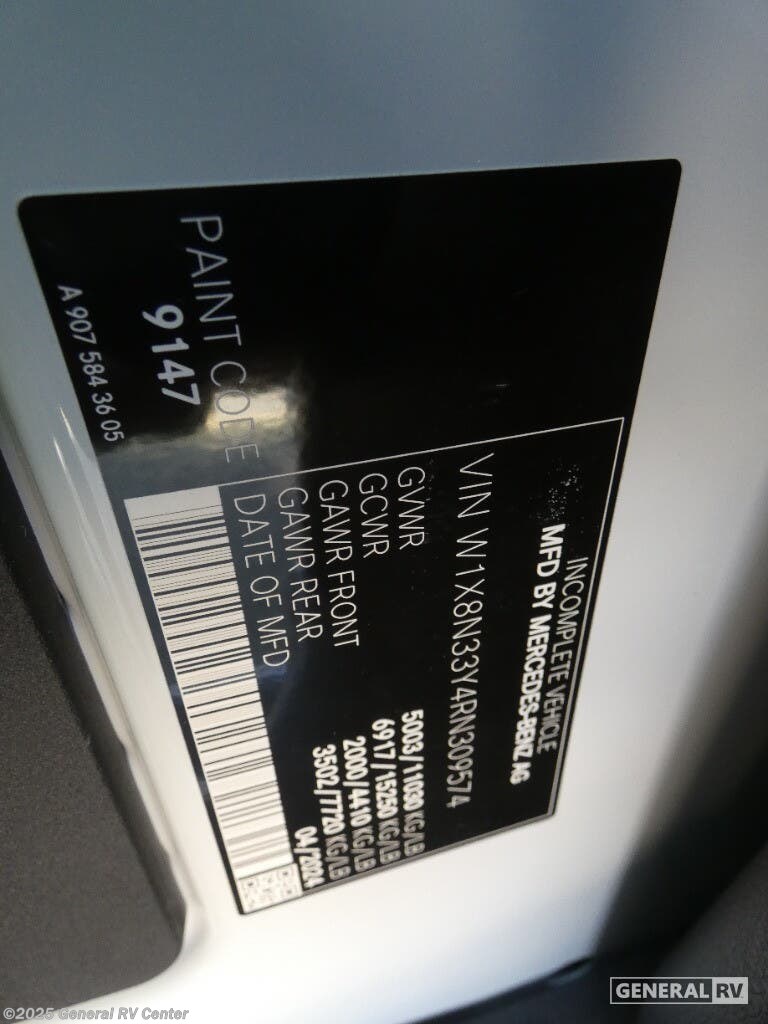 INCOMPLETE VEHICLE
MFD BY MERCEDES-BENZ AG
VIN W1X8N33Y4RN309574
GVWR 5003/11030 KG/LB
GCWR 6917/15250 KG/LB
GAWR FRONT 2000/4410 KG/LB
GAWR REAR 3502/7720 KG/LB
DATE OF MFD 04/2024
PAINT CODE
9147
A 907 584 36 05
©2025 General RV Center
GENERAL RV